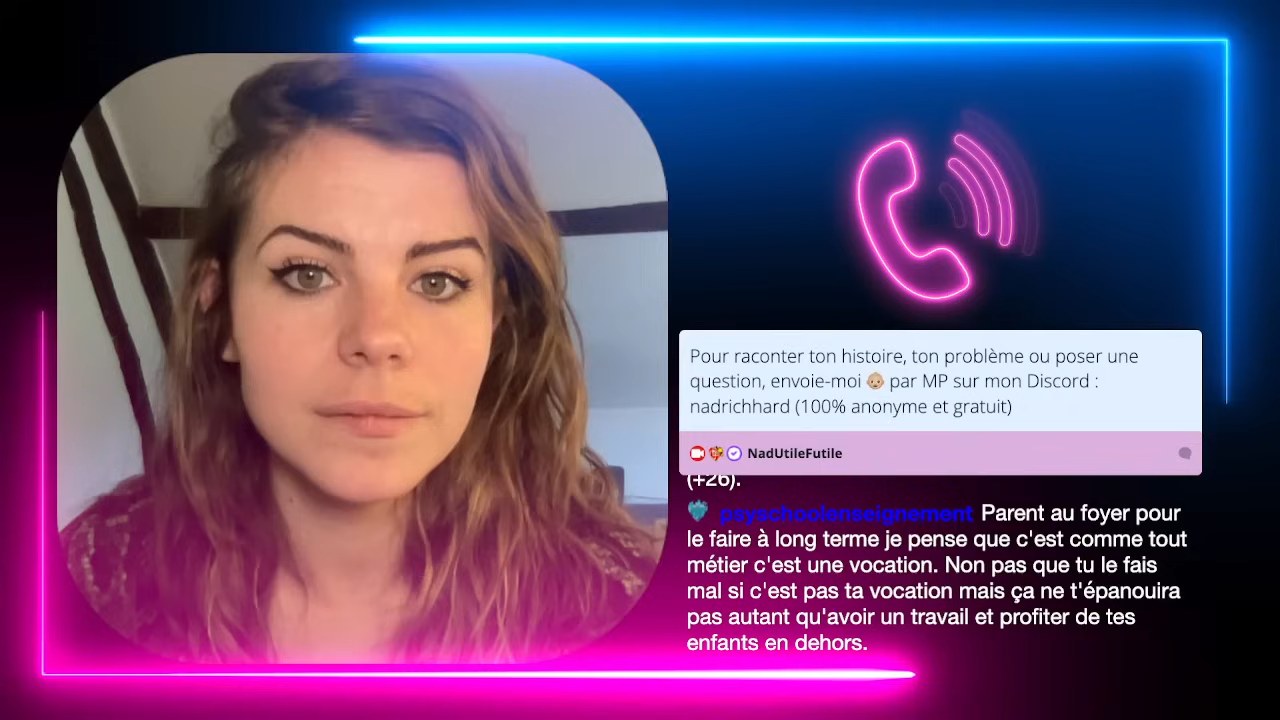 Pour raconter ton histoire, ton problème ou poser une
question, envoie-moi 👶🏼 par MP sur mon Discord :
nadrichhard (100% anonyme et gratuit)
NadUtileFutile
(+26).
psyschoolenseignement Parent au foyer pour
le faire à long terme je pense que c'est comme tout
métier c'est une vocation. Non pas que tu le fais
mal si c'est pas ta vocation mais ça ne t'épanouira
pas autant qu'avoir un travail et profiter de tes
enfants en dehors.